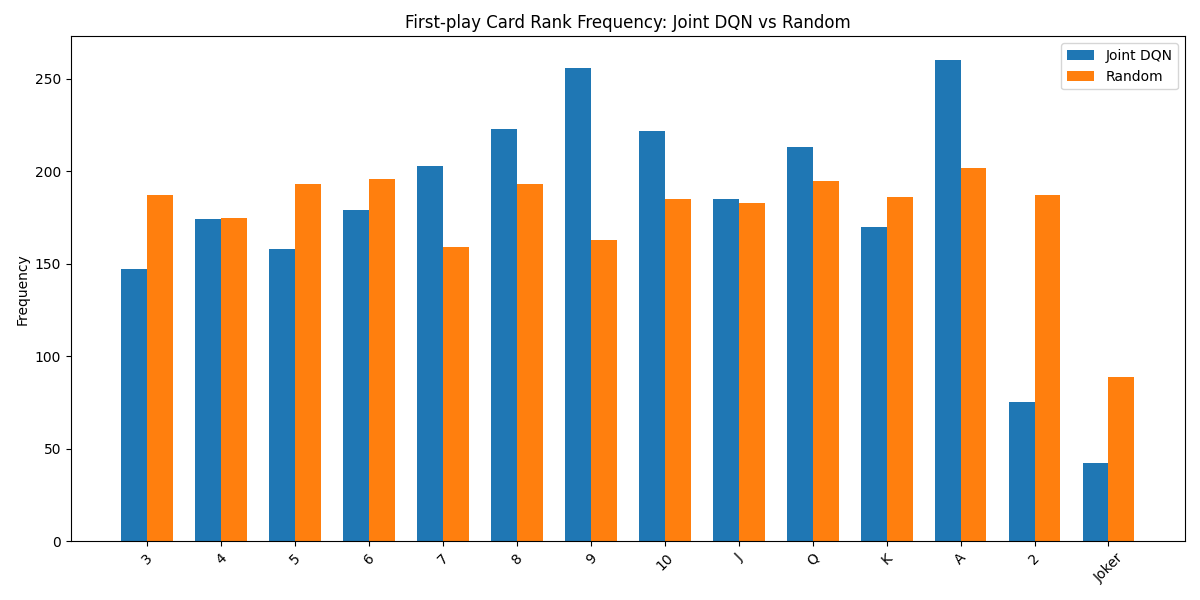 First-play Card Rank Frequency: Joint DQN vs Random
Joint DQN
Random
Frequency
250
200
150
100
50
0
3 4 5 6 7 8 9 10 J Q K A 2 Joker